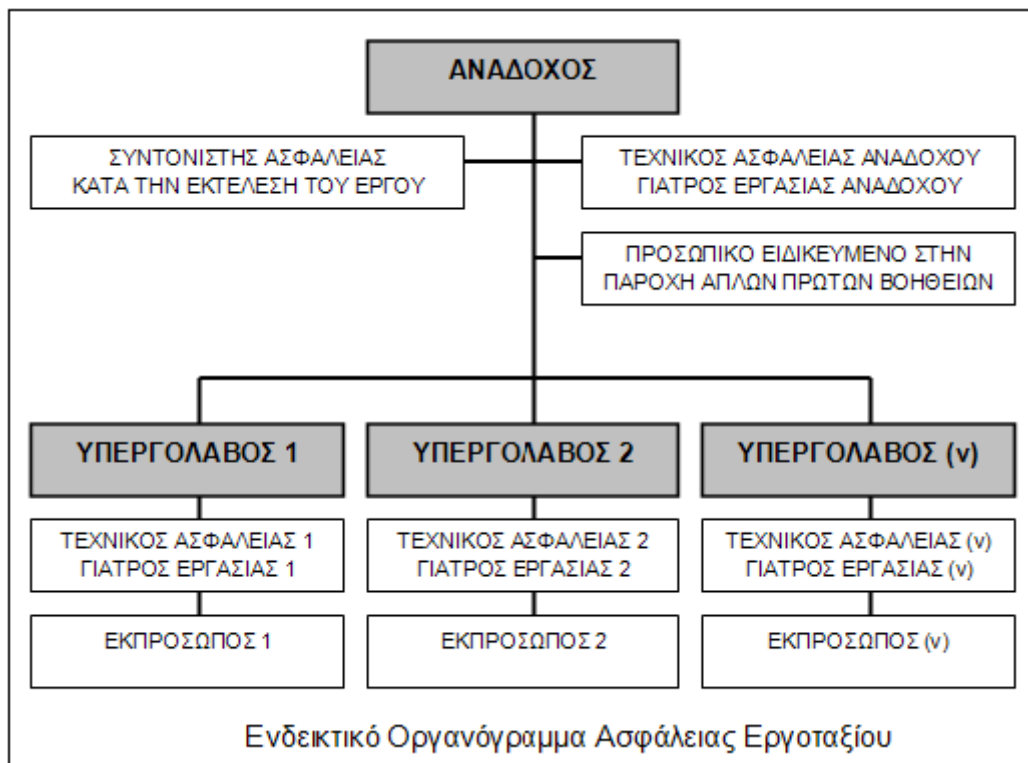 ΑΝΑΔΟΧΟΣ
ΣΥΝΤΟΝΙΣΤΗΣ ΑΣΦΑΛΕΙΑΣ
ΚΑΤΑ ΤΗΝ ΕΚΤΕΛΕΣΗ ΤΟΥ ΕΡΓΟΥ
ΤΕΧΝΙΚΟΣ ΑΣΦΑΛΕΙΑΣ ΑΝΑΔΟΧΟΥ
ΓΙΑΤΡΟΣ ΕΡΓΑΣΙΑΣ ΑΝΑΔΟΧΟΥ
ΠΡΟΣΩΠΙΚΟ ΕΙΔΙΚΕΥΜΕΝΟ ΣΤΗΝ
ΠΑΡΟΧΗ ΑΠΛΩΝ ΠΡΩΤΩΝ ΒΟΗΘΕΙΩΝ
ΥΠΕΡΓΟΛΑΒΟΣ 1
ΥΠΕΡΓΟΛΑΒΟΣ 2
ΥΠΕΡΓΟΛΑΒΟΣ (ν)
ΤΕΧΝΙΚΟΣ ΑΣΦΑΛΕΙΑΣ 1
ΓΙΑΤΡΟΣ ΕΡΓΑΣΙΑΣ 1
ΤΕΧΝΙΚΟΣ ΑΣΦΑΛΕΙΑΣ 2
ΓΙΑΤΡΟΣ ΕΡΓΑΣΙΑΣ 2
ΤΕΧΝΙΚΟΣ ΑΣΦΑΛΕΙΑΣ (ν)
ΓΙΑΤΡΟΣ ΕΡΓΑΣΙΑΣ (ν)
ΕΚΠΡΟΣΩΠΟΣ 1
ΕΚΠΡΟΣΩΠΟΣ 2
ΕΚΠΡΟΣΩΠΟΣ (ν)
Ενδεικτικό Οργανόγραμμα Ασφάλειας Εργοταξίου